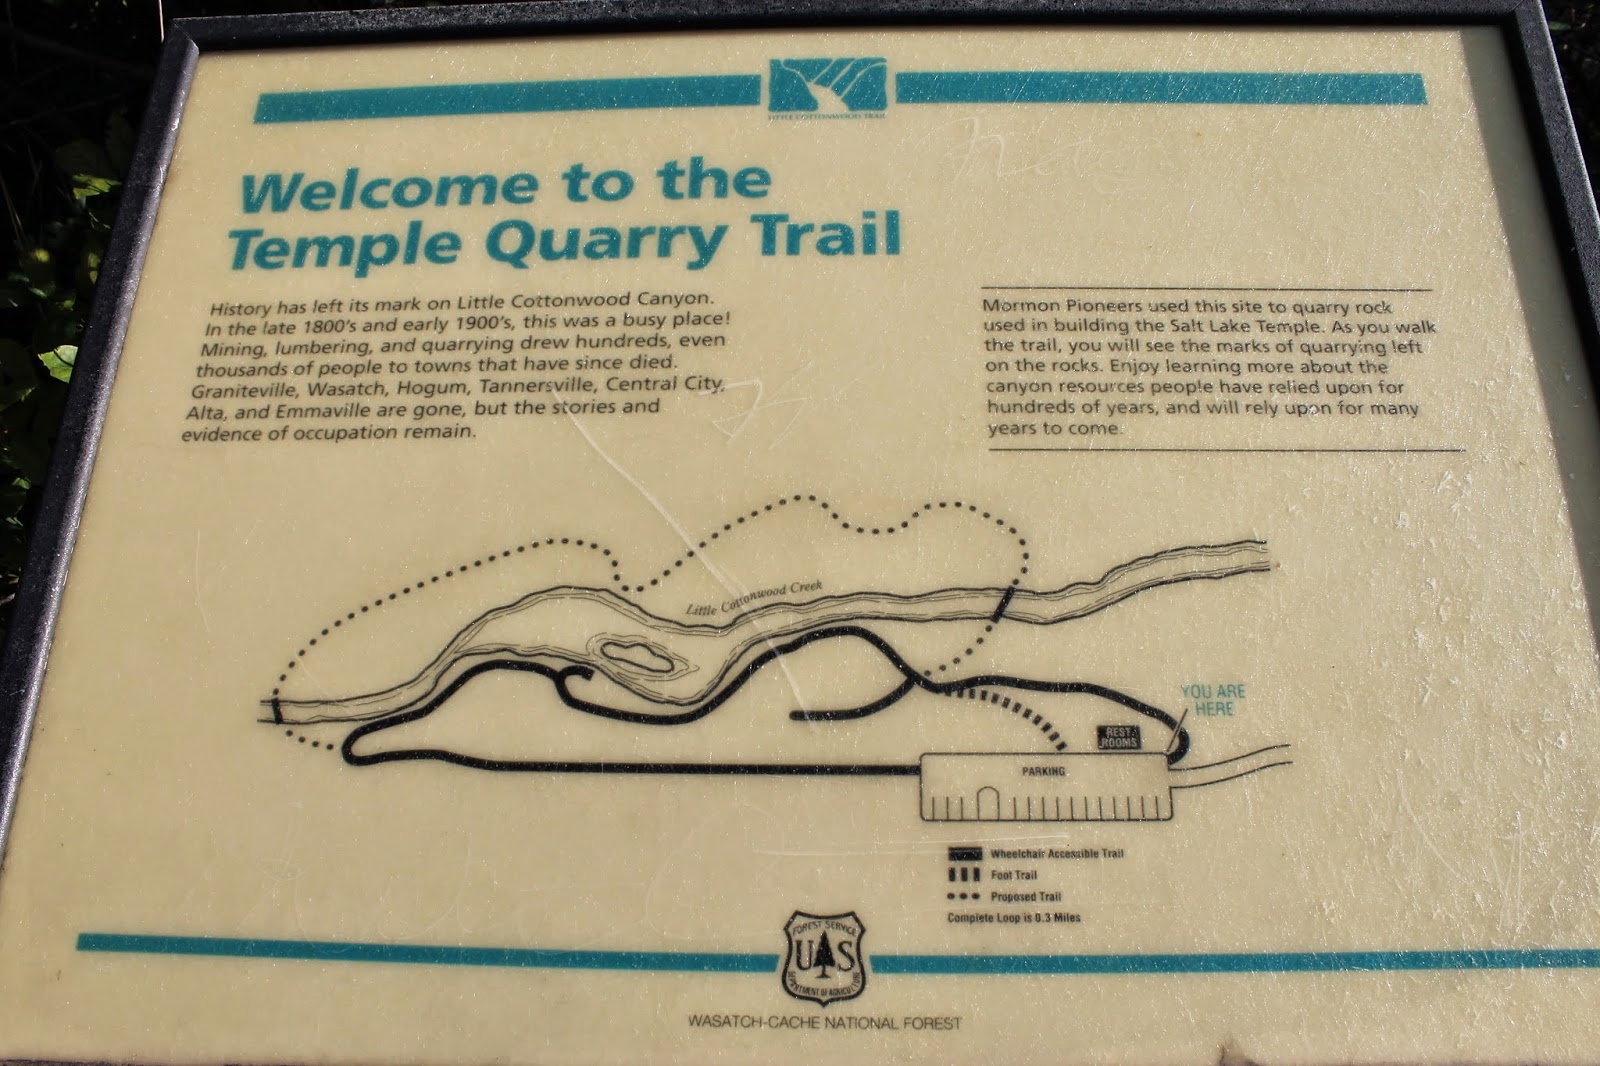 LITTLE COTTONWOOD TRAIL
Welcome to the
Temple Quarry Trail
History has left its mark on Little Cottonwood Canyon.
In the late 1800's and early 1900's, this was a busy place!
Mining, lumbering, and quarrying drew hundreds, even
thousands of people to towns that have since died.
Graniteville, Wasatch, Hogum, Tannersville, Central City,
Alta, and Emmaville are gone, but the stories and
evidence of occupation remain.
Mormon Pioneers used this site to quarry rock
used in building the Salt Lake Temple. As you walk
the trail, you will see the marks of quarrying left
on the rocks. Enjoy learning more about the
canyon resources people have relied upon for
hundreds of years, and will rely upon for many
years to come.
Little Cottonwood Creek
YOU ARE
HERE
REST
ROOMS
PARKING
Wheelchair Accessible Trail
Foot Trail
Proposed Trail
Complete Loop is 0.3 Miles
FOREST SERVICE
U S
DEPARTMENT OF AGRICULTURE
WASATCH-CACHE NATIONAL FOREST